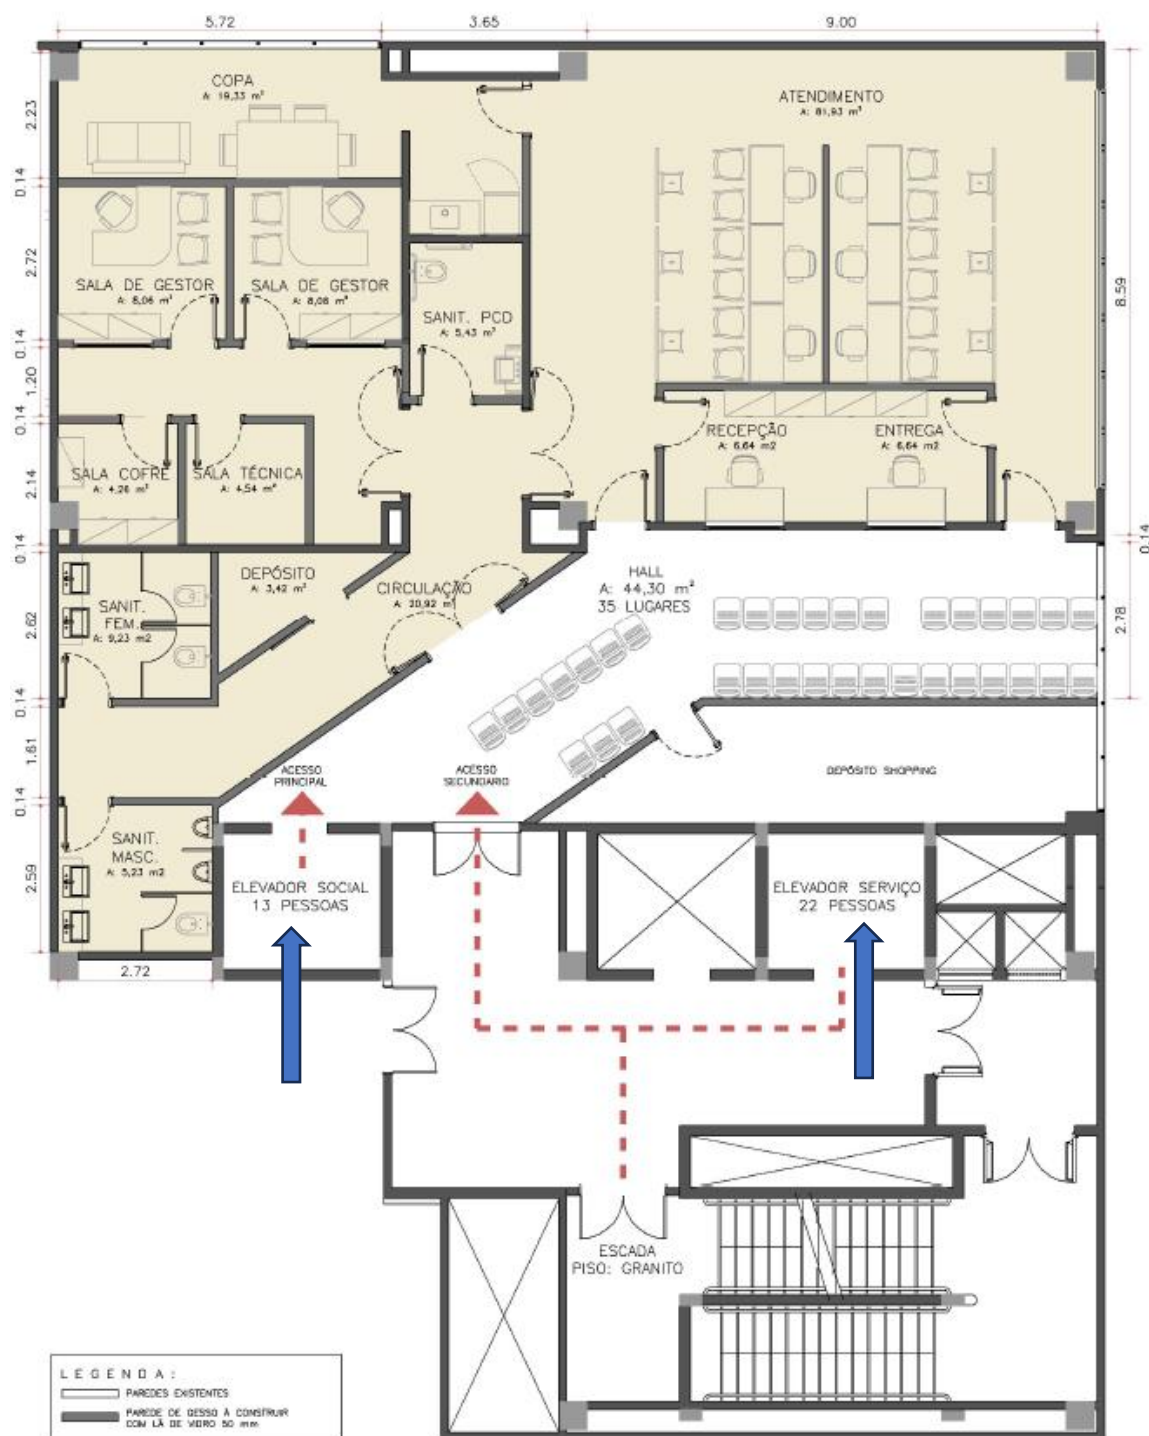 5.72
3.65
9.00
COPA
A: 19,33 m²
ATENDIMENTO
A: 81,93 m²
2.23
0.14
2.72
SALA DE GESTOR
A: 8,06 m²
SALA DE GESTOR
A: 8,08 m²
SANIT. PCD
A: 5,43 m²
8.59
0.14
1.20
0.14
RECEPÇÃO
A: 6,64 m2
ENTREGA
A: 6,64 m2
2.14
SALA COFRE
A: 4,26 m²
SALA TÉCNICA
A: 4,54 m²
0.14
0.14
DEPÓSITO
A: 3,42 m²
CIRCULAÇÃO
A: 20,92 m²
HALL
A: 44,30 m²
35 LUGARES
2.62
SANIT.
FEM.
A: 9,23 m2
2.78
0.14
1.61
ACESSO
PRINCIPAL
ACESSO
SECUNDÁRIO
DEPÓSITO SHOPPING
0.14
2.59
SANIT.
MASC.
A: 5,23 m2
ELEVADOR SOCIAL
13 PESSOAS
ELEVADOR SERVIÇO
22 PESSOAS
2.72
ESCADA
PISO: GRANITO
LEGENDA:
PAREDES EXISTENTES
PAREDE DE GESSO À CONSTRUIR
COM LÃ DE VIDRO 50 mm